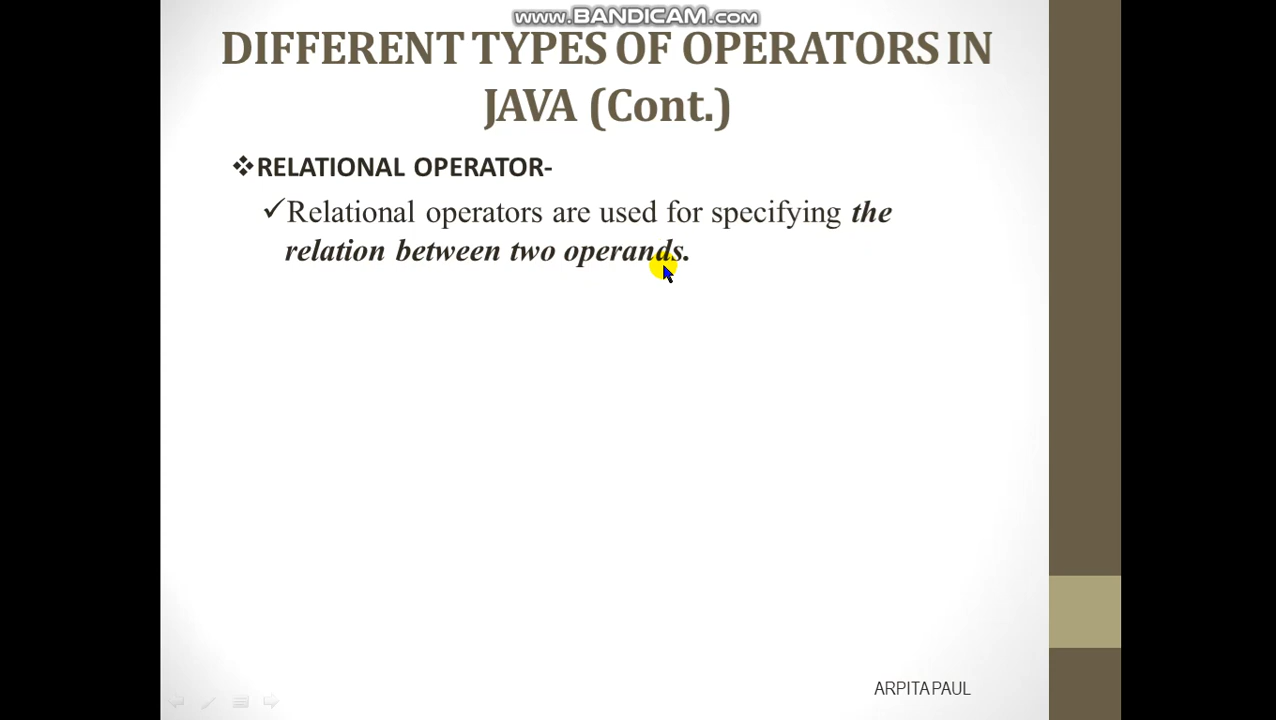 www.BANDICAM.com
DIFFERENT TYPES OF OPERATORS IN
JAVA (Cont.)
❖RELATIONAL OPERATOR-
✓Relational operators are used for specifying the
relation between two operands.
ARPITA PAUL